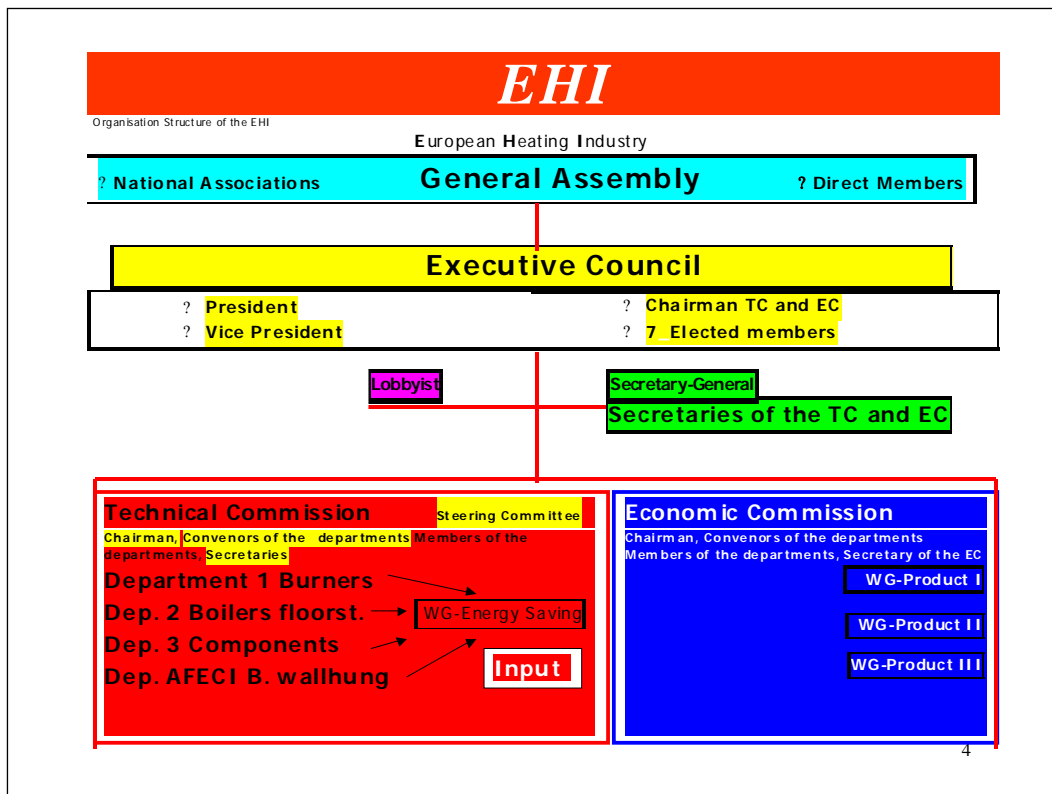 EHI
Organisation Structure of the EHI
European Heating Industry
? National Associations General Assembly ? Direct Members
Executive Council
? President
? Vice President
? Chairman TC and EC
? 7_Elected members
Lobbyist
Secretary-General
Secretaries of the TC and EC
Technical Commission Steering Committee
Chairman, Convenors of the departments Members of the
departments, Secretaries
Department 1 Burners
Dep. 2 Boilers floorst.
Dep. 3 Components
Dep. AFECI B. wallhung
WG-Energy Saving
Input
Economic Commission
Chairman, Convenors of the departments
Members of the departments, Secretary of the EC
WG-Product I
WG-Product II
WG-Product III
4